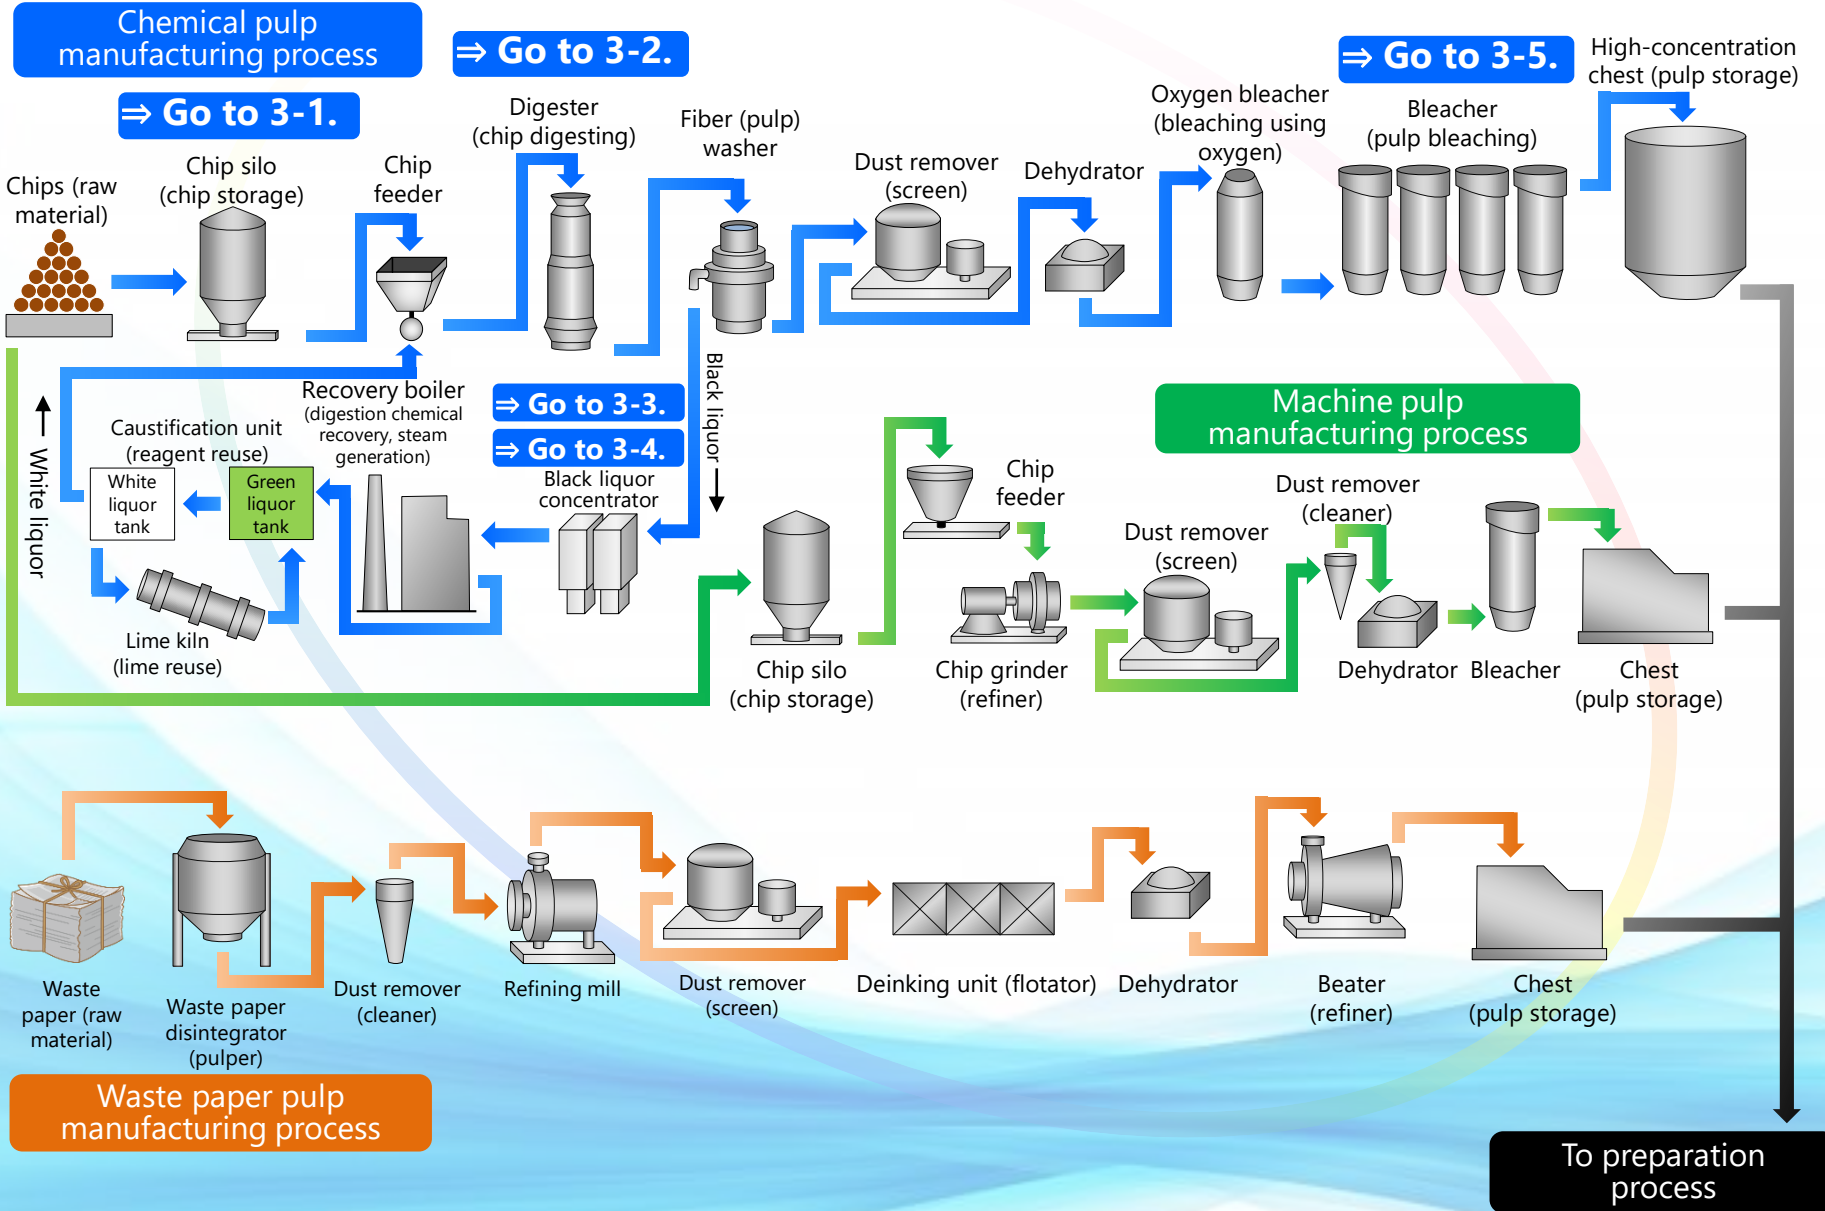 Chemical pulp
manufacturing process
⇒ Go to 3-1.
⇒ Go to 3-2.
⇒ Go to 3-5.
High-concentration
chest (pulp storage)
Chips (raw
material)
Chip silo
(chip storage)
Chip
feeder
Digester
(chip digesting)
Fiber (pulp)
washer
Dust remover
(screen)
Dehydrator
Oxygen bleacher
(bleaching using
oxygen)
Bleacher
(pulp bleaching)
White liquor
Caustification unit
(reagent reuse)
White
liquor
tank
Green
liquor
tank
Lime kiln
(lime reuse)
Recovery boiler
(digestion chemical
recovery, steam
generation)
⇒ Go to 3-3.
⇒ Go to 3-4.
Black liquor
concentrator
Black liquor
Machine pulp
manufacturing process
Chip silo
(chip storage)
Chip
feeder
Chip grinder
(refiner)
Dust remover
(screen)
Dust remover
(cleaner)
Dehydrator
Bleacher
Chest
(pulp storage)
Waste
paper (raw
material)
Waste paper
disintegrator
(pulper)
Dust remover
(cleaner)
Refining mill
Dust remover
(screen)
Deinking unit (flotator)
Dehydrator
Beater
(refiner)
Chest
(pulp storage)
Waste paper pulp
manufacturing process
To preparation
process